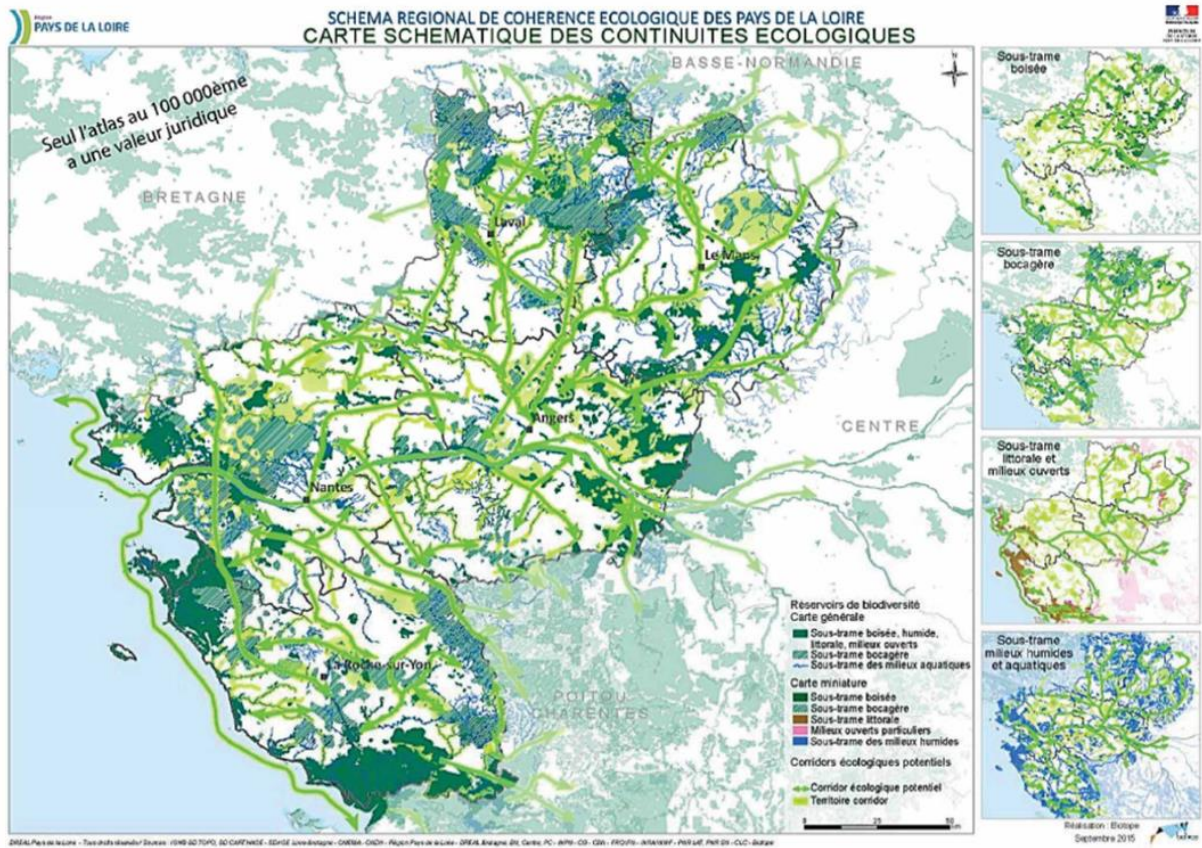 Région
PAYS DE LA LOIRE
SCHEMA REGIONAL DE COHERENCE ECOLOGIQUE DES PAYS DE LA LOIRE
CARTE SCHEMATIQUE DES CONTINUITES ECOLOGIQUES
Seul l'atlas au 100 000ème
a une valeur juridique
BASSE-NORMANDIE
N
BRETAGNE
Laval
Le Mans
Angers
CENTRE
Nantes
La Roche-sur-Yon
POITOU
CHARENTES
Réservoirs de biodiversité
Carte générale
Sous-trame boisée, humide,
littorale, milieux ouverts
Sous-trame bocagère
Sous-trame des milieux aquatiques
Carte miniature
Sous-trame boisée
Sous-trame bocagère
Sous-trame littorale
Milieux ouverts particuliers
Sous-trame des milieux humides
Corridors écologiques potentiels
Corridor écologique potentiel
Territoire corridor
0 25 50
Sous-trame
boisée
Sous-trame
bocagère
Sous-trame
littorale et
milieux ouverts
Sous-trame
milieux humides
et aquatiques
Réalisation : Biotope
Septembre 2015